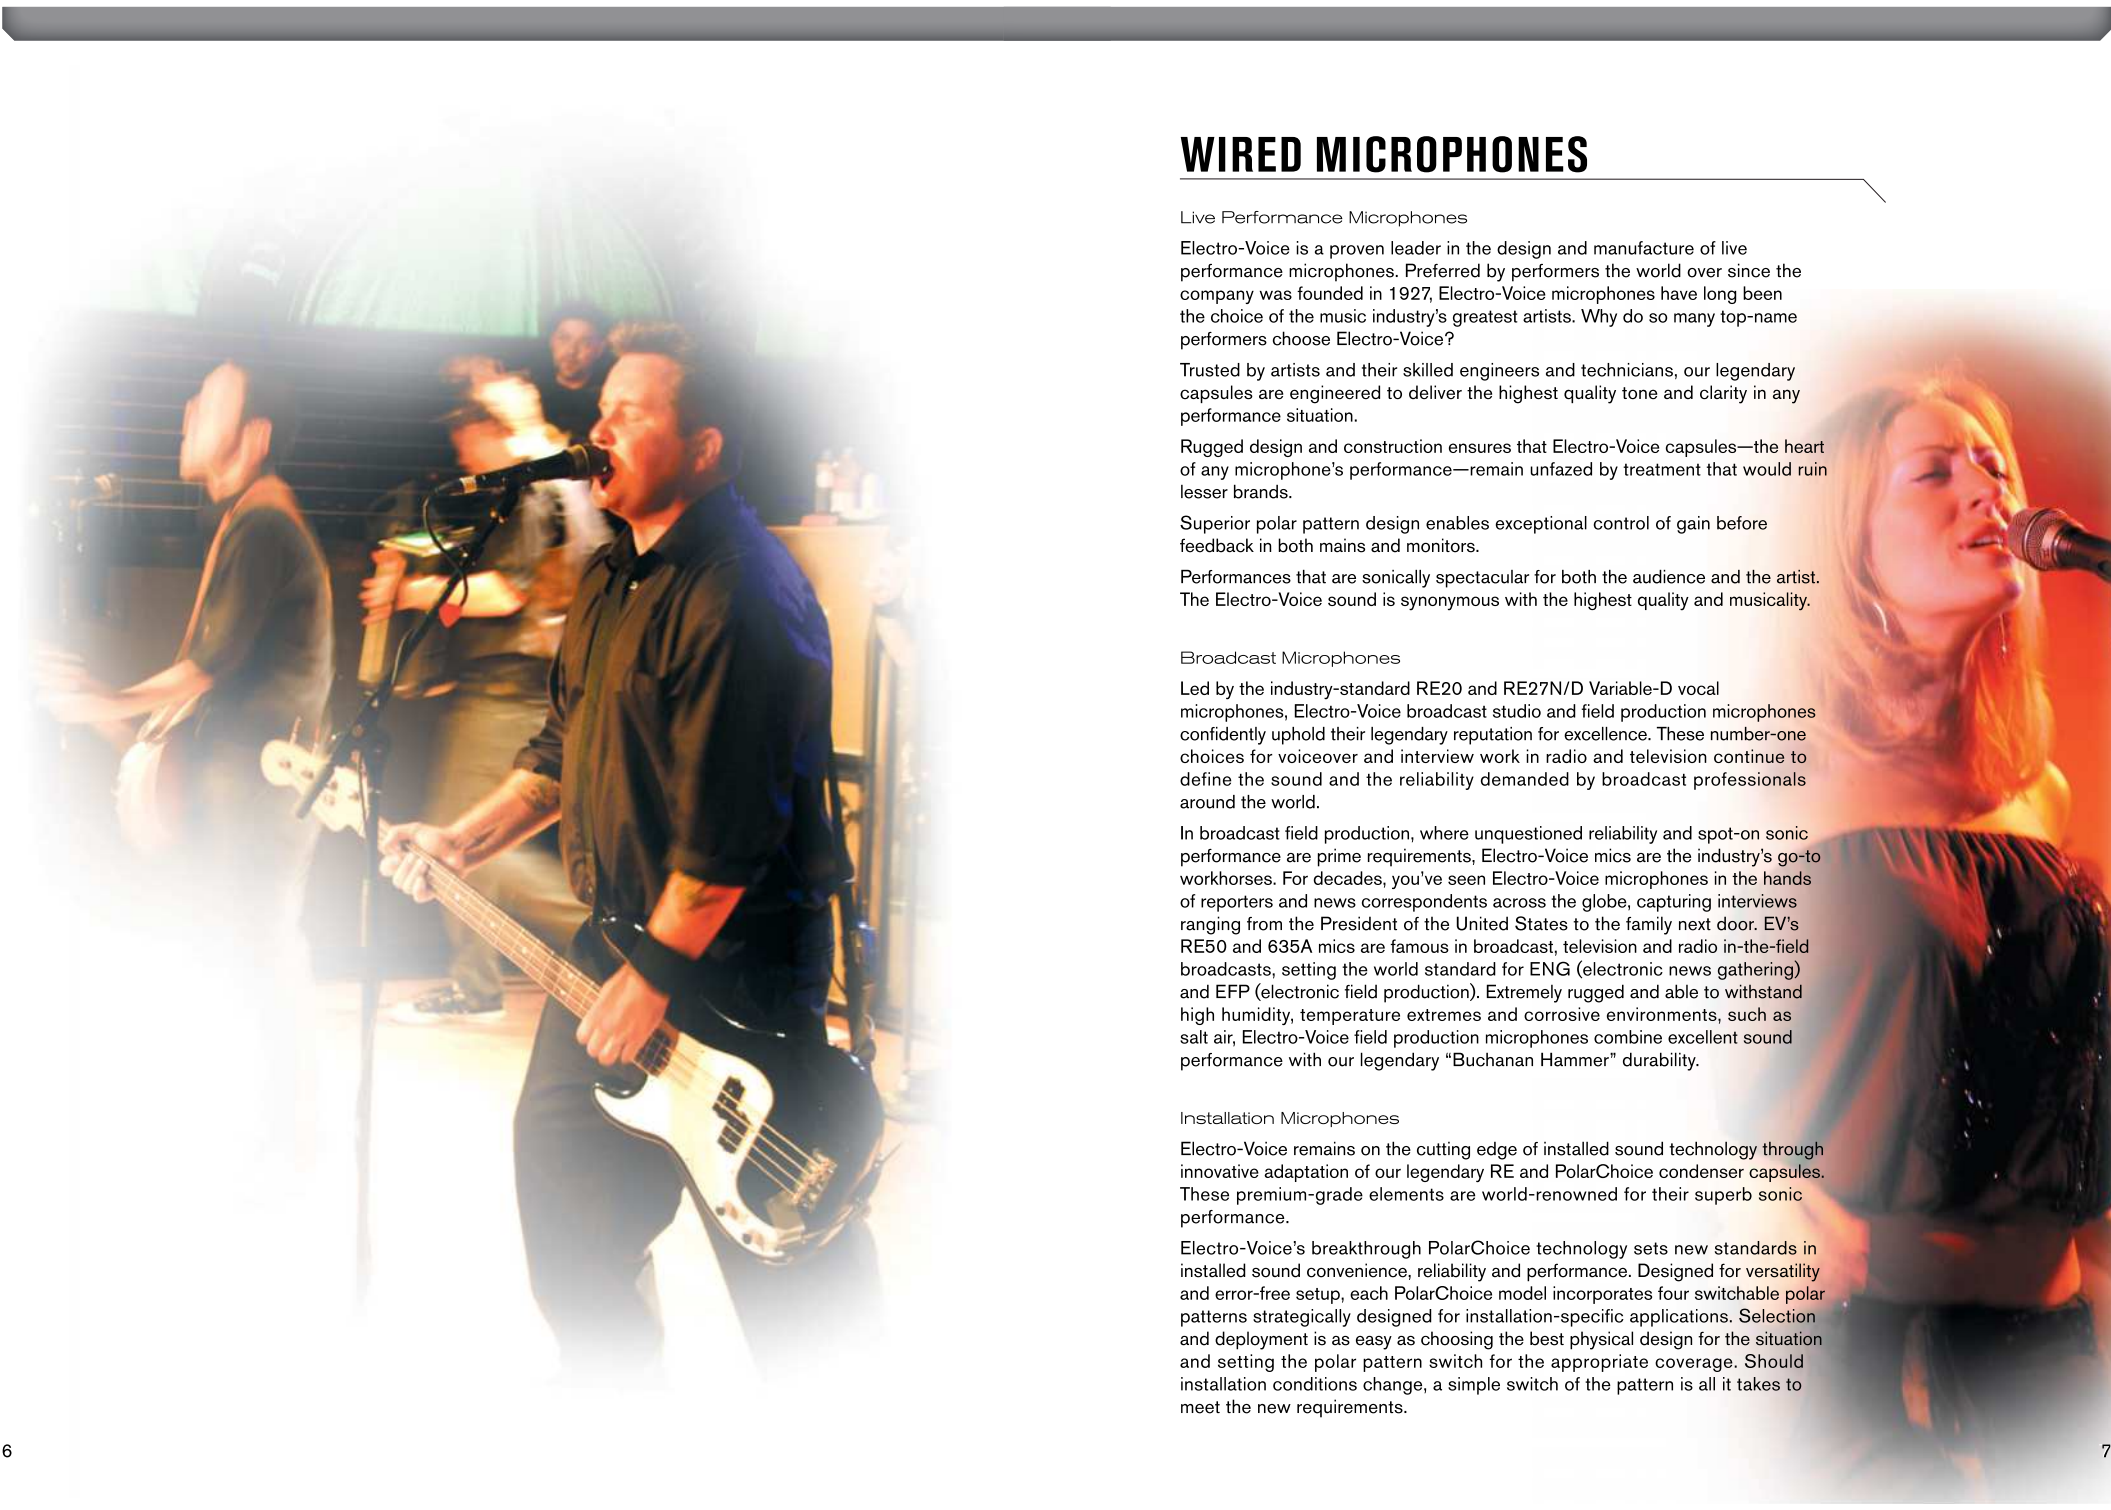 WIRED MICROPHONES
Live Performance Microphones
Electro-Voice is a proven leader in the design and manufacture of live
performance microphones. Preferred by performers the world over since the
company was founded in 1927, Electro-Voice microphones have long been
the choice of the music industry’s greatest artists. Why do so many top-name
performers choose Electro-Voice?
Trusted by artists and their skilled engineers and technicians, our legendary
capsules are engineered to deliver the highest quality tone and clarity in any
performance situation.
Rugged design and construction ensures that Electro-Voice capsules—the heart
of any microphone’s performance—remain unfazed by treatment that would ruin
lesser brands.
Superior polar pattern design enables exceptional control of gain before
feedback in both mains and monitors.
Performances that are sonically spectacular for both the audience and the artist.
The Electro-Voice sound is synonymous with the highest quality and musicality.
Broadcast Microphones
Led by the industry-standard RE20 and RE27N/D Variable-D vocal
microphones, Electro-Voice broadcast studio and field production microphones
confidently uphold their legendary reputation for excellence. These number-one
choices for voiceover and interview work in radio and television continue to
define the sound and the reliability demanded by broadcast professionals
around the world.
In broadcast field production, where unquestioned reliability and spot-on sonic
performance are prime requirements, Electro-Voice mics are the industry’s go-to
workhorses. For decades, you’ve seen Electro-Voice microphones in the hands
of reporters and news correspondents across the globe, capturing interviews
ranging from the President of the United States to the family next door. EV’s
RE50 and 635A mics are famous in broadcast, television and radio in-the-field
broadcasts, setting the world standard for ENG (electronic news gathering)
and EFP (electronic field production). Extremely rugged and able to withstand
high humidity, temperature extremes and corrosive environments, such as
salt air, Electro-Voice field production microphones combine excellent sound
performance with our legendary “Buchanan Hammer” durability.
Installation Microphones
Electro-Voice remains on the cutting edge of installed sound technology through
innovative adaptation of our legendary RE and PolarChoice condenser capsules.
These premium-grade elements are world-renowned for their superb sonic
performance.
Electro-Voice’s breakthrough PolarChoice technology sets new standards in
installed sound convenience, reliability and performance. Designed for versatility
and error-free setup, each PolarChoice model incorporates four switchable polar
patterns strategically designed for installation-specific applications. Selection
and deployment is as easy as choosing the best physical design for the situation
and setting the polar pattern switch for the appropriate coverage. Should
installation conditions change, a simple switch of the pattern is all it takes to
meet the new requirements.
6
7